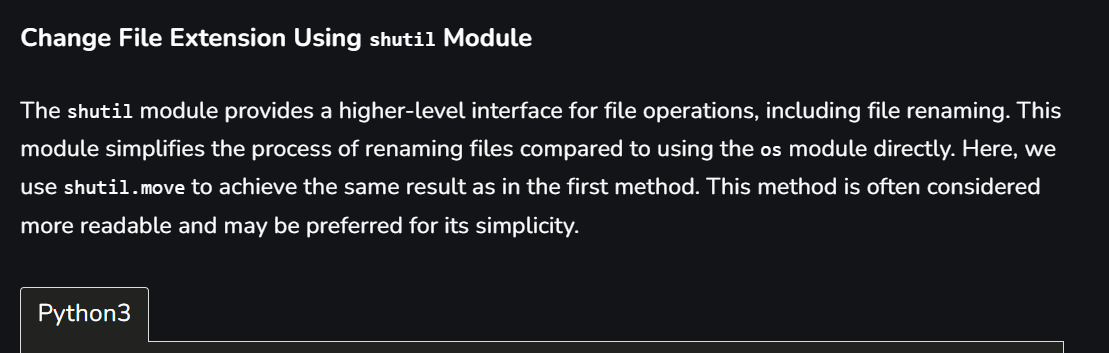 Change File Extension Using shutil Module
The shutil module provides a higher-level interface for file operations, including file renaming. This
module simplifies the process of renaming files compared to using the os module directly. Here, we
use shutil.move to achieve the same result as in the first method. This method is often considered
more readable and may be preferred for its simplicity.
Python3